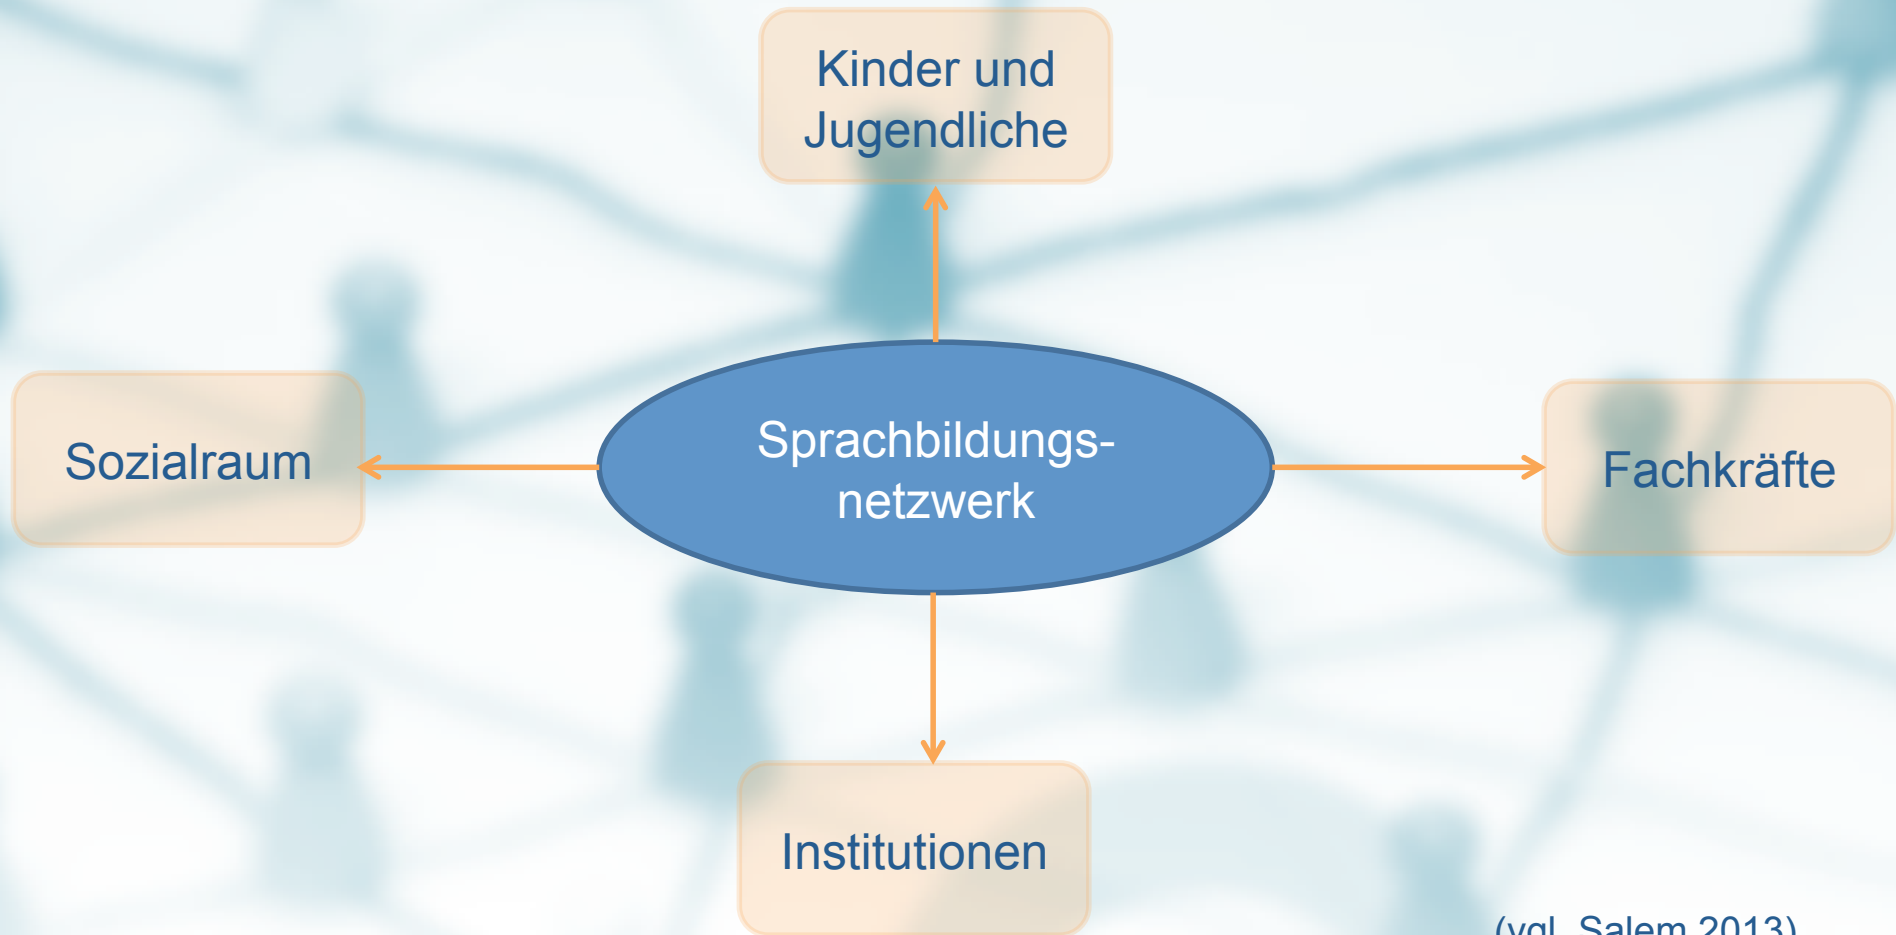 Kinder und
Jugendliche
Sozialraum
Sprachbildungs-
netzwerk
Fachkräfte
Institutionen
(vgl. Salem 2013)